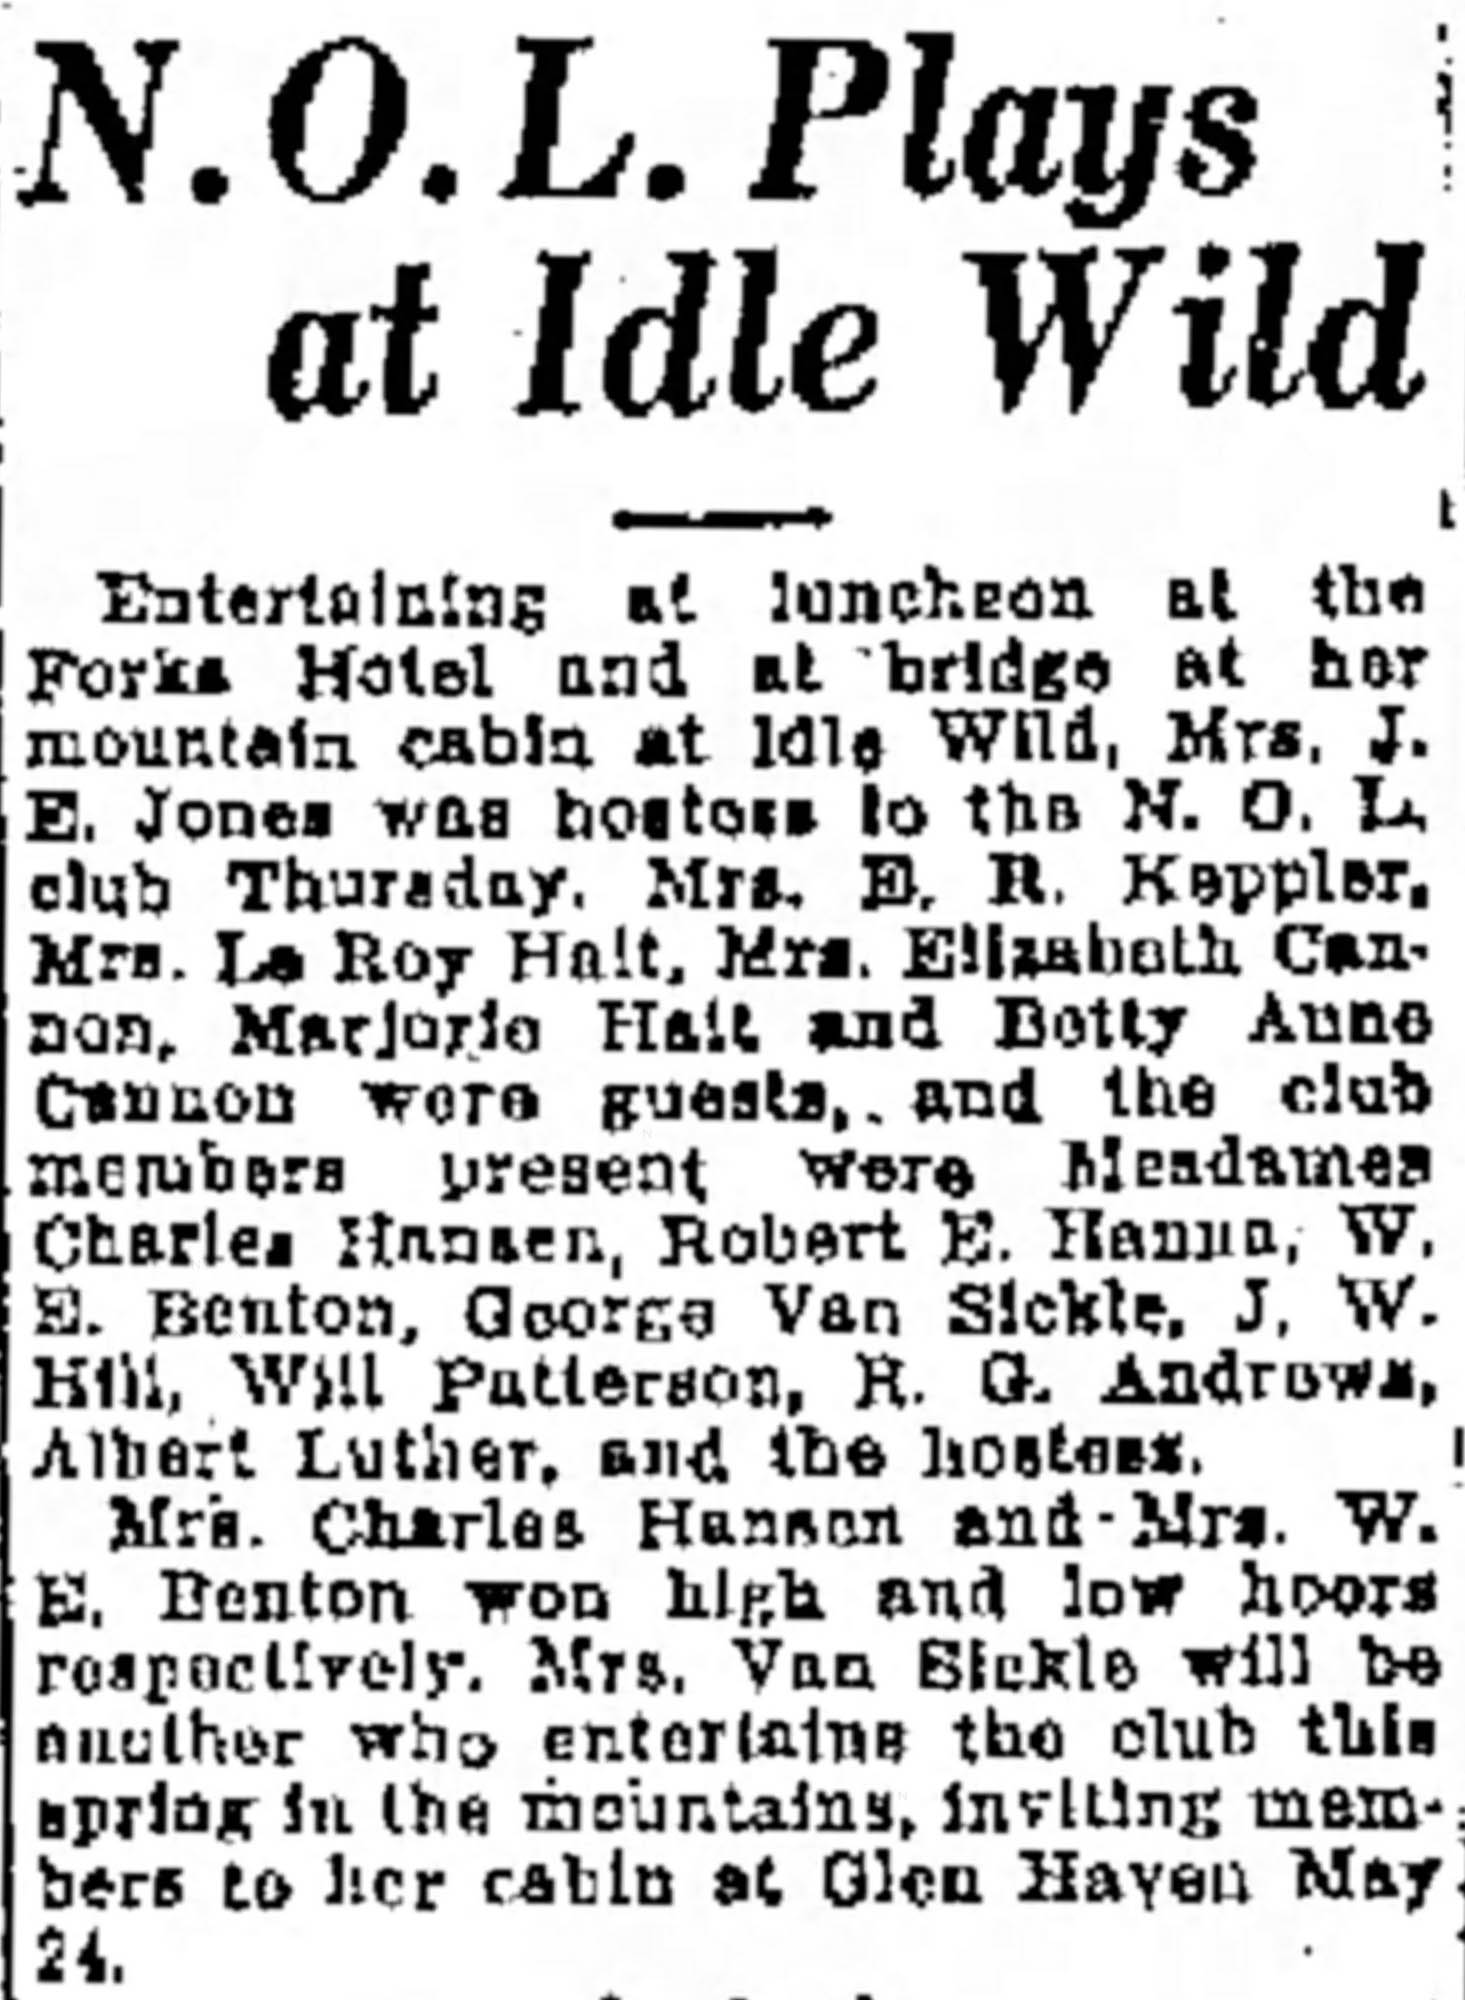 N. O. L. Plays
at Idle Wild
Entertaining at luncheon at the
Forks Hotel and at bridge at her
mountain cabin at Idle Wild, Mrs. J.
E. Jones was hostess to the N. O. L.
club Thursday. Mrs. E. R. Keppler,
Mrs. Le Roy Hait, Mrs. Elizabeth Can-
non, Marjorie Hait and Betty Anne
Cannon were guests, and the club
members present were Mesdames
Charles Hansen, Robert E. Hanna, W.
E. Benton, George Van Sickle, J. W.
Hill, Will Patterson, R. G. Andrews,
Albert Luther, and the hostess.
Mrs. Charles Hansen and Mrs. W.
E. Benton won high and low hoors
respectively. Mrs. Van Sickle will be
another who entertains the club this
spring in the mountains, inviting mem-
bers to her cabin at Glen Haven May
24.